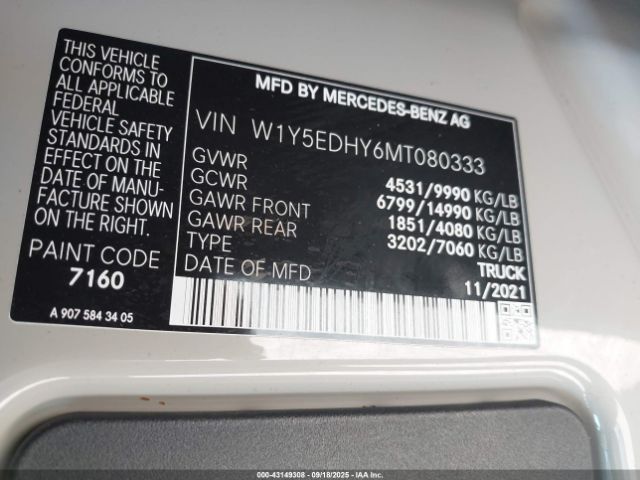 THIS VEHICLE
CONFORMS TO
ALL APPLICABLE
FEDERAL
VEHICLE SAFETY
STANDARDS IN
EFFECT ON THE
DATE OF MANU-
FACTURE SHOWN
ON THE RIGHT.
PAINT CODE
7160
A 907 584 34 05
MFD BY MERCEDES-BENZ AG
VIN W1Y5EDHY6MT080333
GVWR 4531/9990 KG/LB
GCWR 6799/14990 KG/LB
GAWR FRONT 1851/4080 KG/LB
GAWR REAR 3202/7060 KG/LB
TYPE TRUCK
DATE OF MFD 11/2021
000-43149308 - 09/18/2025 - IAAI.COM